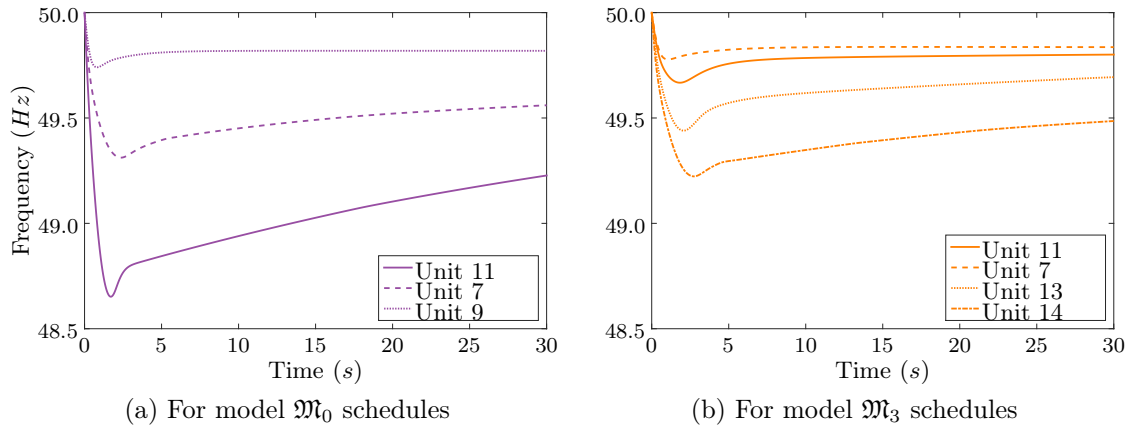 50.0
49.5
49.0
48.5
Frequency (Hz)
0 5 10 15 20 25 30
Time (s)
Unit 11
Unit 7
Unit 9
(a) For model 𝔐₀ schedules
50.0
49.5
49.0
48.5
0 5 10 15 20 25 30
Time (s)
Unit 11
Unit 7
Unit 13
Unit 14
(b) For model 𝔐₃ schedules